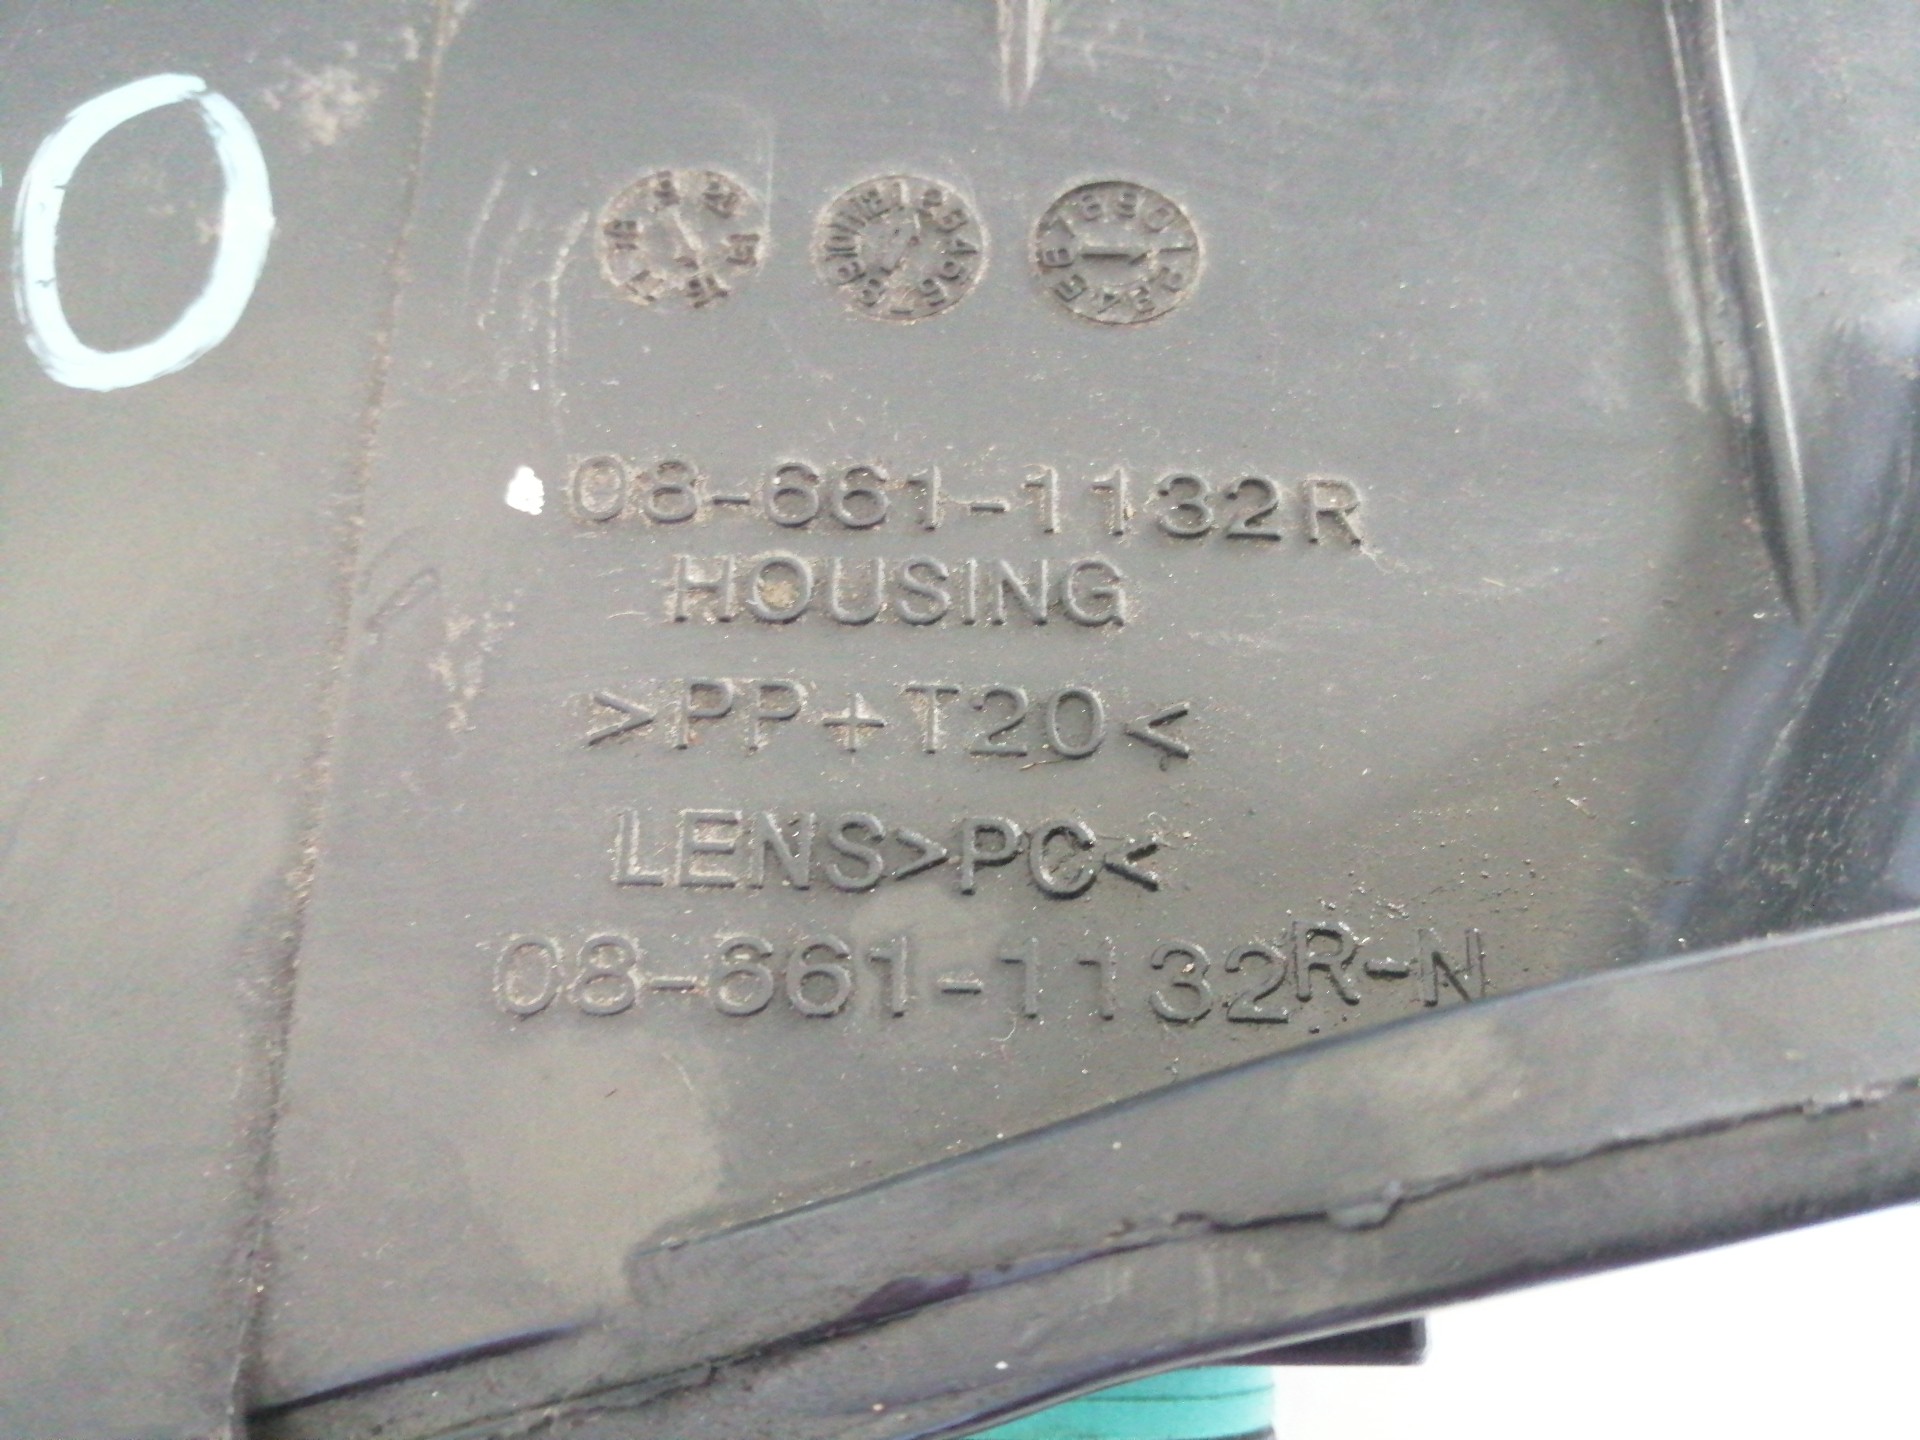 08-661-1132R
HOUSING
>PP+T20<
LENS>PC<
08-661-1132R-N